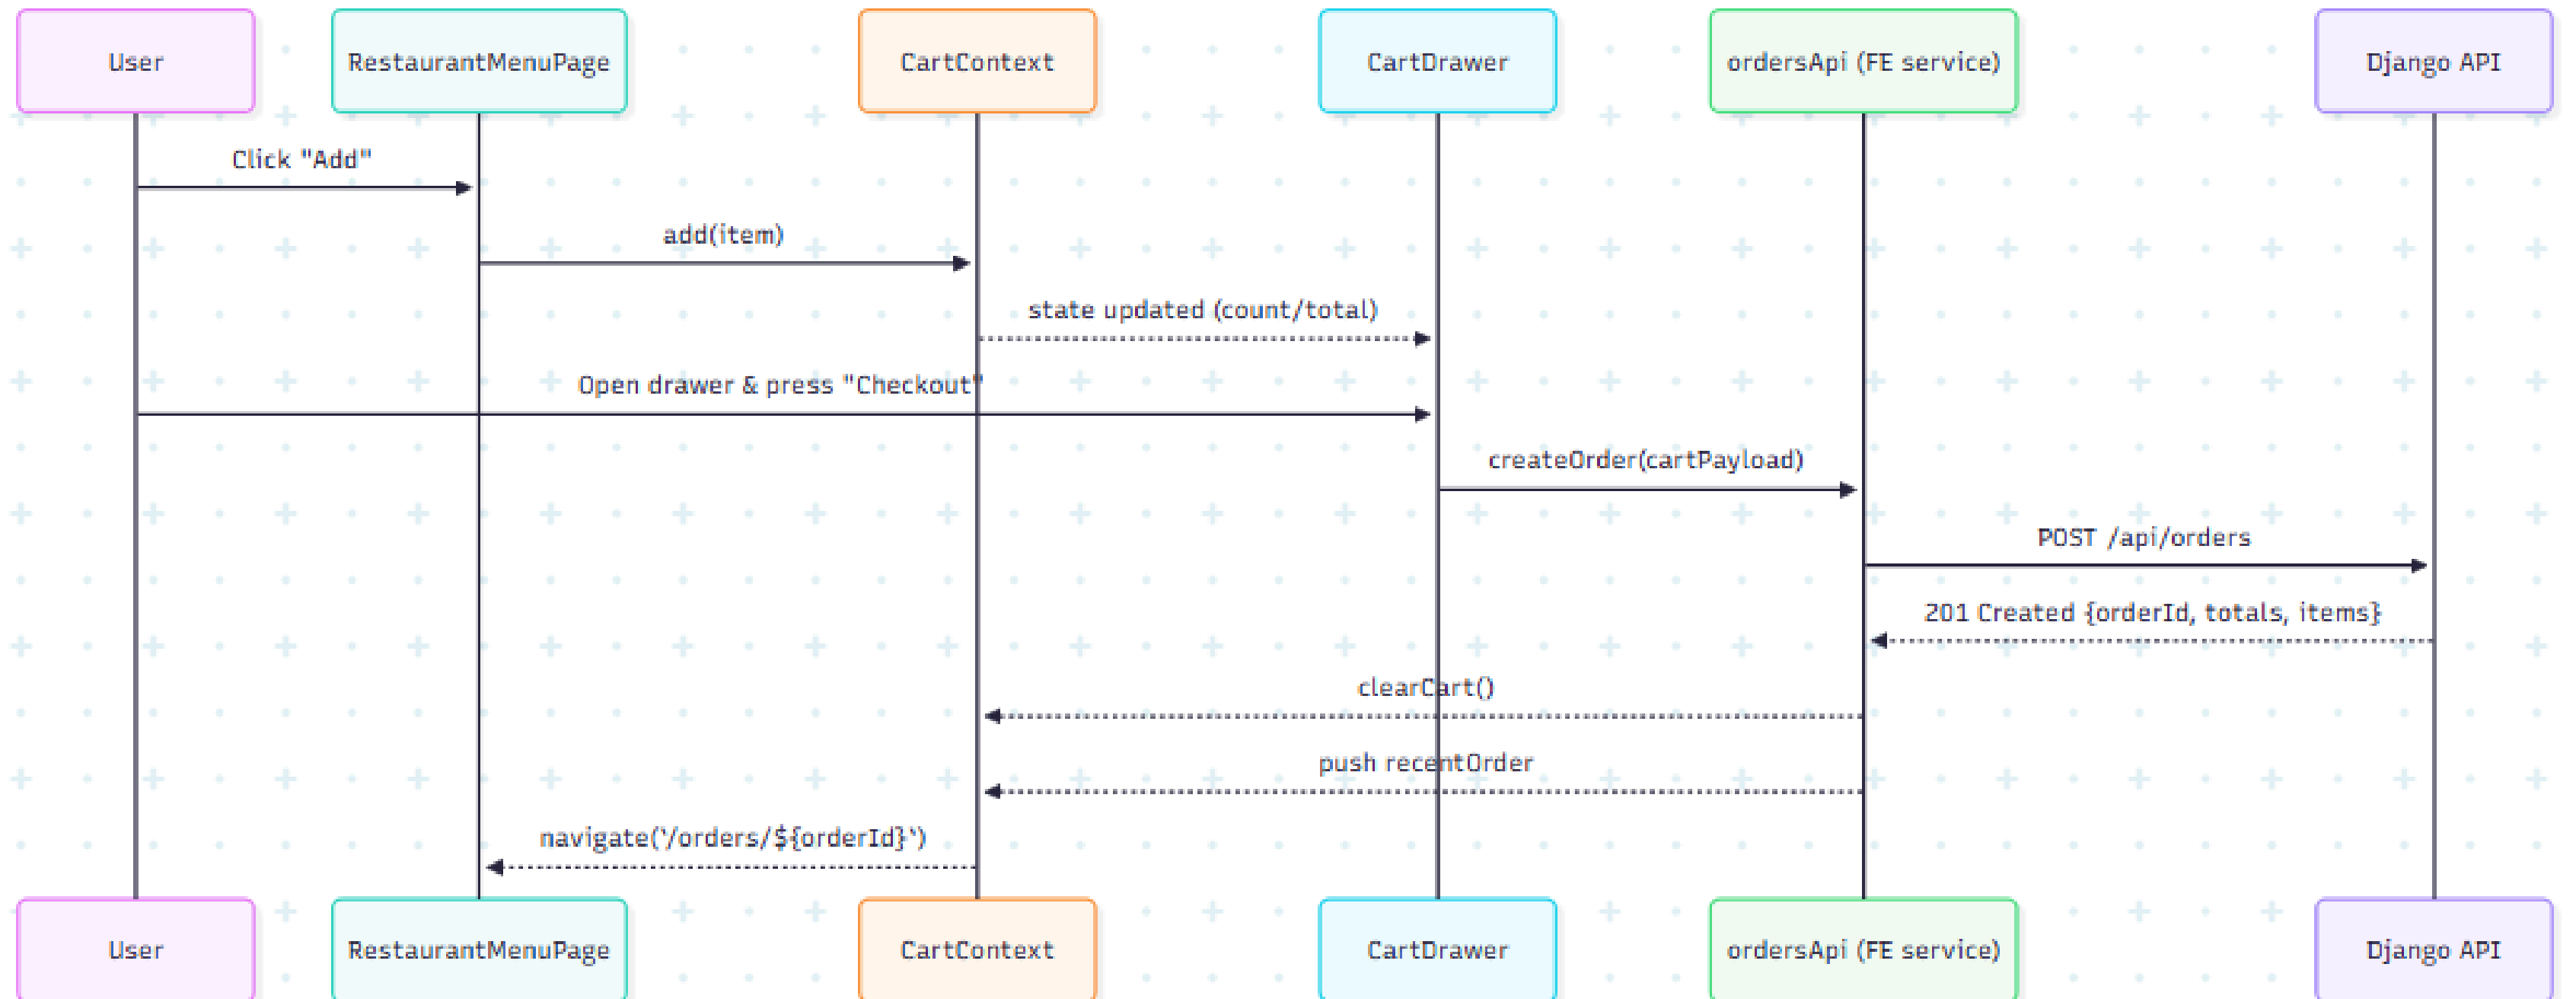 User
RestaurantMenuPage
CartContext
CartDrawer
ordersApi (FE service)
Django API
Click "Add"
add(item)
state updated (count/total)
Open drawer & press "Checkout"
createOrder(cartPayload)
POST /api/orders
201 Created {orderId, totals, items}
clearCart()
push recentOrder
navigate(`/orders/${orderId}`)
User
RestaurantMenuPage
CartContext
CartDrawer
ordersApi (FE service)
Django API